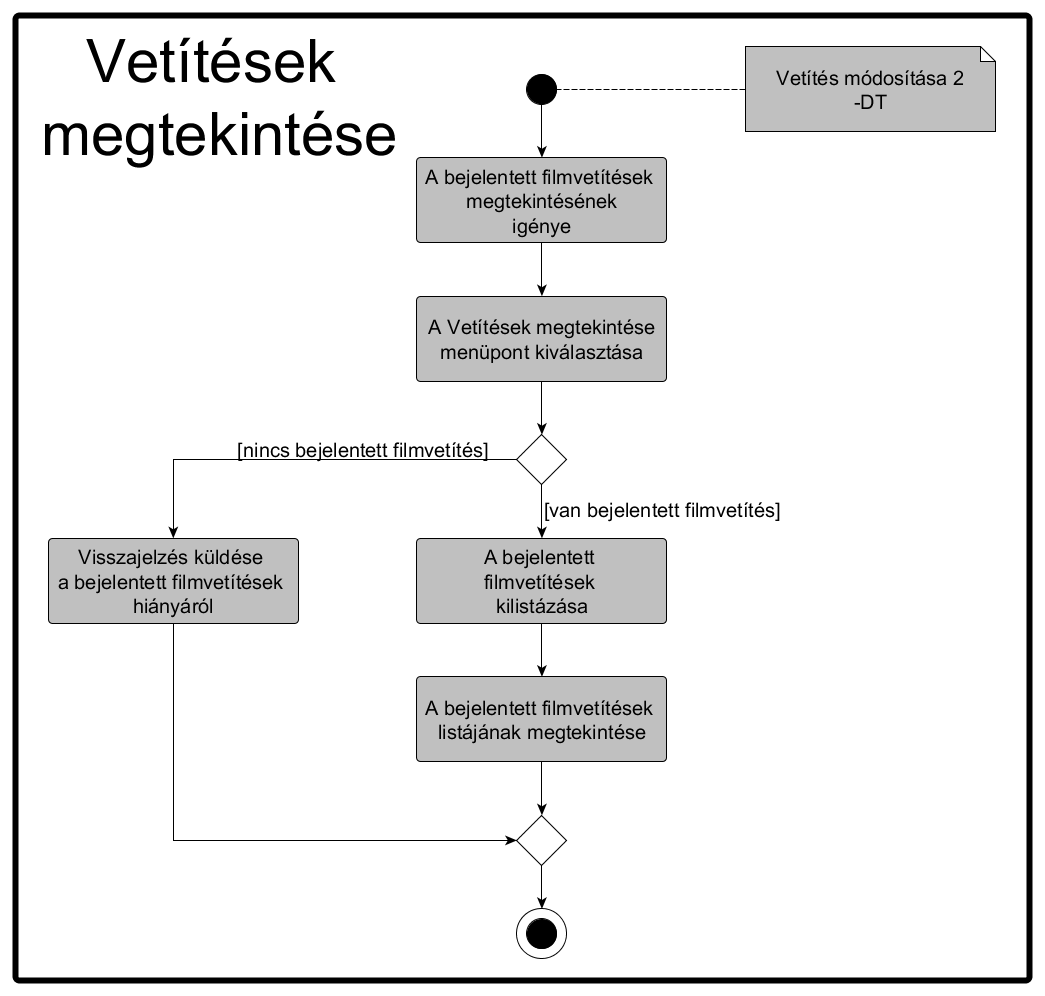 Vetítések
megtekintése
Vetítés módosítása 2
-DT
A bejelentett filmvetítések
megtekintésének
igénye
A Vetítések megtekintése
menüpont kiválasztása
[nincs bejelentett filmvetítés]
[van bejelentett filmvetítés]
Visszajelzés küldése
a bejelentett filmvetítések
hiányáról
A bejelentett
filmvetítések
kilistázása
A bejelentett filmvetítések
listájának megtekintése